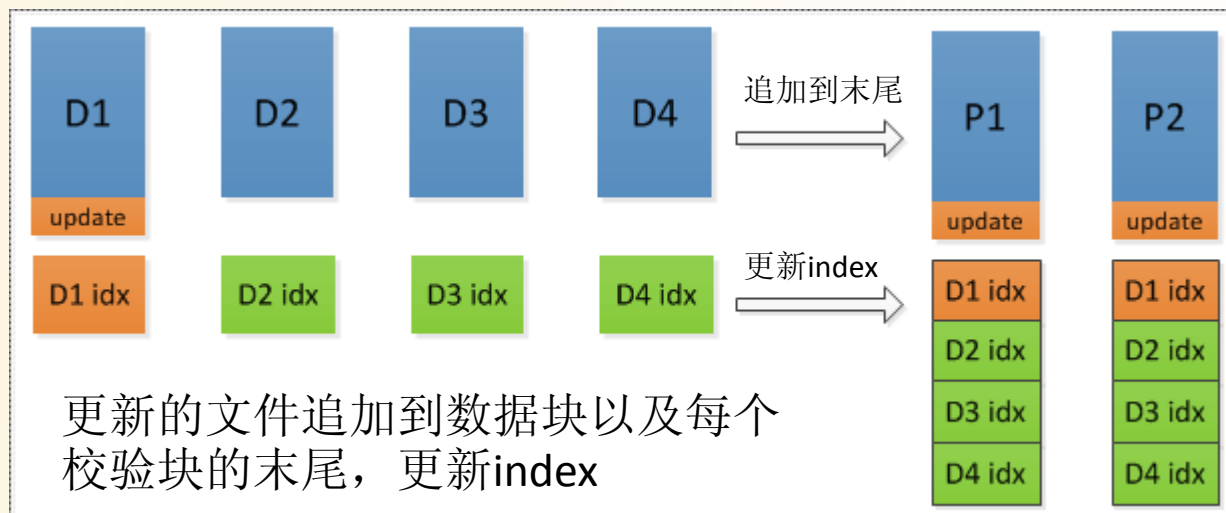 D1
D2
D3
D4
追加到末尾
P1
P2
update
update
update
D1 idx
D2 idx
D3 idx
D4 idx
更新index
D1 idx
D1 idx
D2 idx
D2 idx
D3 idx
D3 idx
D4 idx
D4 idx
更新的文件追加到数据块以及每个
校验块的末尾，更新index